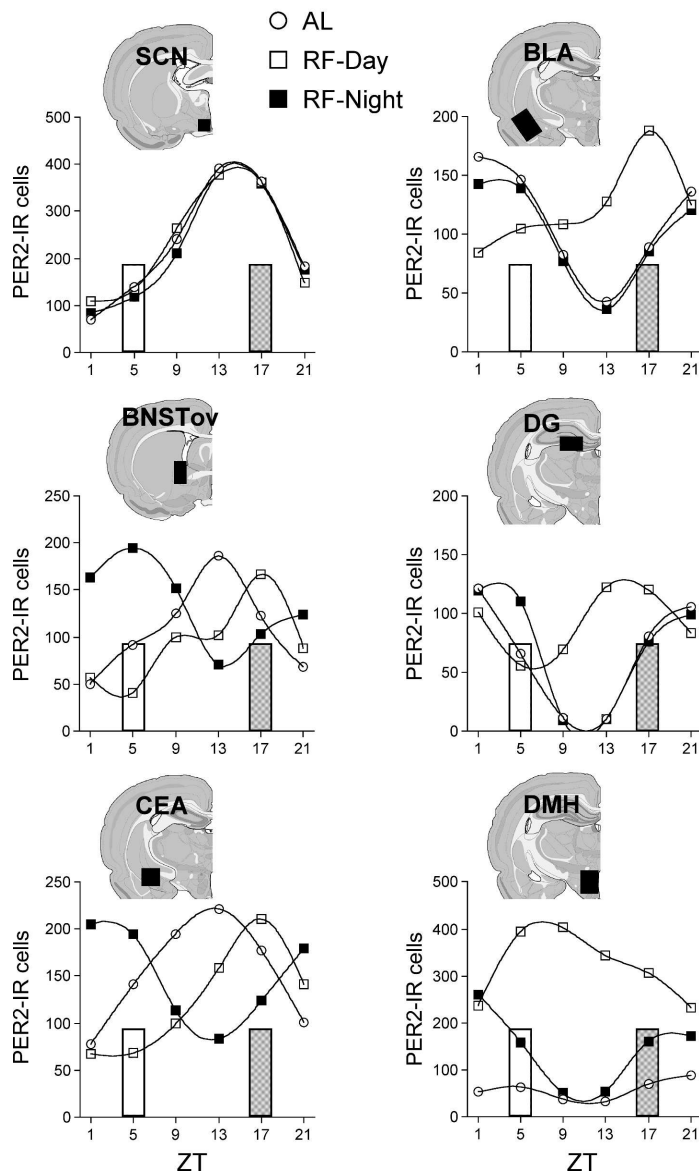 AL
RF-Day
RF-Night
SCN
500
400
300
200
100
0
PER2-IR cells
1 5 9 13 17 21
BLA
200
150
100
50
0
PER2-IR cells
1 5 9 13 17 21
BNSTov
250
200
150
100
50
0
PER2-IR cells
1 5 9 13 17 21
DG
200
150
100
50
0
PER2-IR cells
1 5 9 13 17 21
CEA
250
200
150
100
50
0
PER2-IR cells
1 5 9 13 17 21
ZT
DMH
500
400
300
200
100
0
PER2-IR cells
1 5 9 13 17 21
ZT